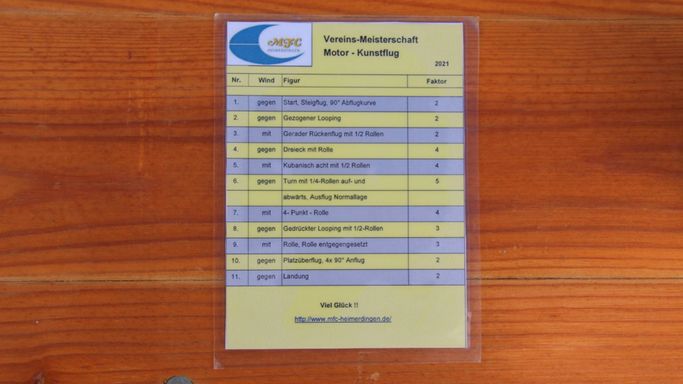 MFC
HEIMERDINGEN
Vereins-Meisterschaft
Motor - Kunstflug
2021
Nr. Wind Figur Faktor
1. gegen Start, Steigflug, 90° Abflugkurve 2
2. gegen Gezogener Looping 2
3. mit Gerader Rückenflug mit 1/2 Rollen 2
4. gegen Dreieck mit Rolle 4
5. mit Kubanisch acht mit 1/2 Rollen 4
6. gegen Turn mit 1/4-Rollen auf- und 5
abwärts, Ausflug Normallage
7. mit 4- Punkt - Rolle 4
8. gegen Gedrückter Looping mit 1/2-Rollen 3
9. mit Rolle, Rolle entgegengesetzt 3
10. gegen Platzüberflug, 4x 90° Anflug 2
11. gegen Landung 2
Viel Glück !!
http://www.mfc-heimerdingen.de/